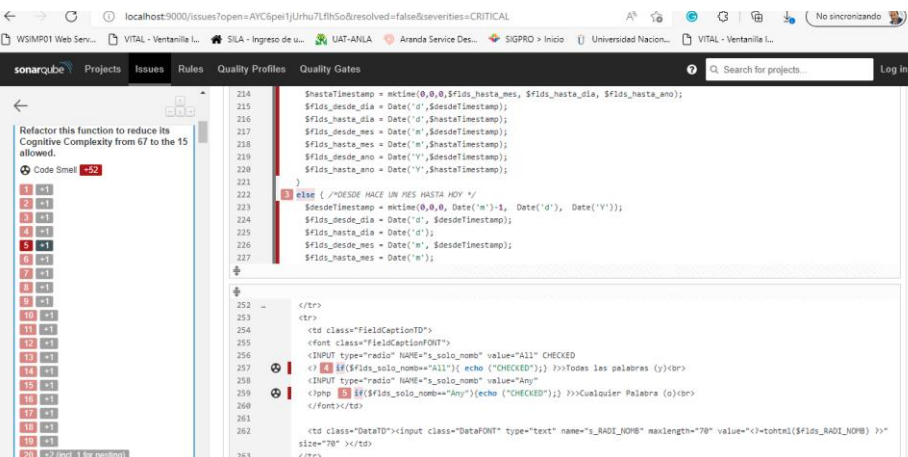 localhost:9000/issues?open=AYC6pei1jUrhu7LflhSo&resolved=false&severities=CRITICAL
No sincronizando
WSIMP01 Web Serv... VITAL - Ventanilla I... SILA - Ingreso de u... UAT-ANLA Aranda Service Des... SIGPRO > Inicio Universidad Nacion... VITAL - Ventanilla I...
sonarqube Projects Issues Rules Quality Profiles Quality Gates ? Search for projects... Log in
Refactor this function to reduce its
Cognitive Complexity from 67 to the 15
allowed.
Code Smell +52
1 +1
2 +1
3 +1
4 +1
5 +1
6 +1
7 +1
8 +1
9 +1
10 +1
11 +1
12 +1
13 +1
14 +1
15 +1
16 +1
17 +1
18 +1
19 +1
20 +2 (incl. 1 for nesting)
214 $hastaTimestamp = mktime(0,0,0,$flds_hasta_mes, $flds_hasta_dia, $flds_hasta_ano);
215 $flds_desde_dia = Date('d',$desdeTimestamp);
216 $flds_hasta_dia = Date('d',$hastaTimestamp);
217 $flds_desde_mes = Date('m',$desdeTimestamp);
218 $flds_hasta_mes = Date('m',$hastaTimestamp);
219 $flds_desde_ano = Date('Y',$desdeTimestamp);
220 $flds_hasta_ano = Date('Y',$hastaTimestamp);
221 }
222 3 else { /*DESDE HACE UN MES HASTA HOY */
223 $desdeTimestamp = mktime(0,0,0, Date('m')-1, Date('d'), Date('Y'));
224 $flds_desde_dia = Date('d', $desdeTimestamp);
225 $flds_hasta_dia = Date('d');
226 $flds_desde_mes = Date('m', $desdeTimestamp);
227 $flds_hasta_mes = Date('m');
252 … </tr>
253 <tr>
254 <td class="FieldCaptionTD">
255 <font class="FieldCaptionFONT">
256 <INPUT type="radio" NAME="s_solo_nomb" value="All" CHECKED
257 <? 4 if($flds_solo_nomb=="All"){ echo ("CHECKED");} ?>>Todas las palabras (y)<br>
258 <INPUT type="radio" NAME="s_solo_nomb" value="Any"
259 <?php 5 if($flds_solo_nomb=="Any"){echo ("CHECKED");} ?>>Cualquier Palabra (o)<br>
260 </font></td>
261
262 <td class="DataTD"><input class="DataFONT" type="text" name="s_RADI_NOMB" maxlength="70" value="<?=tohtml($flds_RADI_NOMB) ?>"
size="70" ></td>
263 </tr>